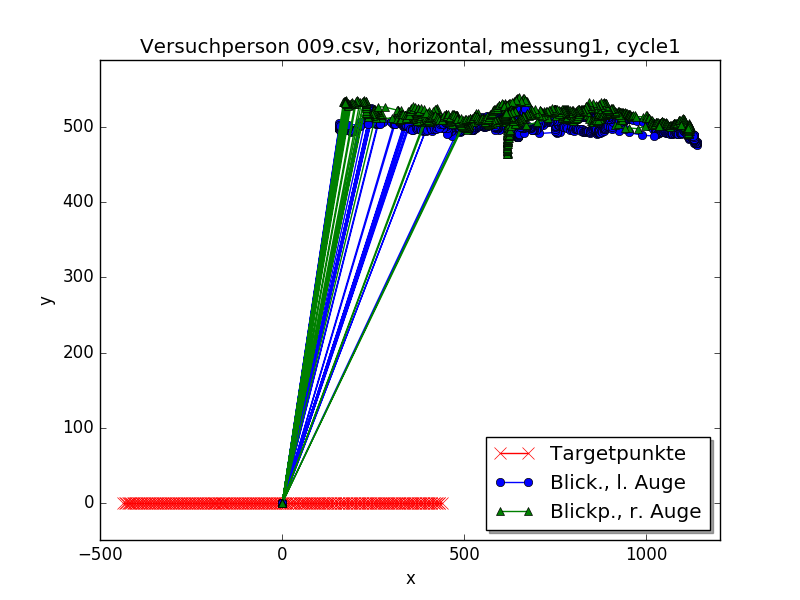 Versuchperson 009.csv, horizontal, messung1, cycle1
y
500
400
300
200
100
0
−500
0
500
1000
x
Targetpunkte
Blick., l. Auge
Blickp., r. Auge